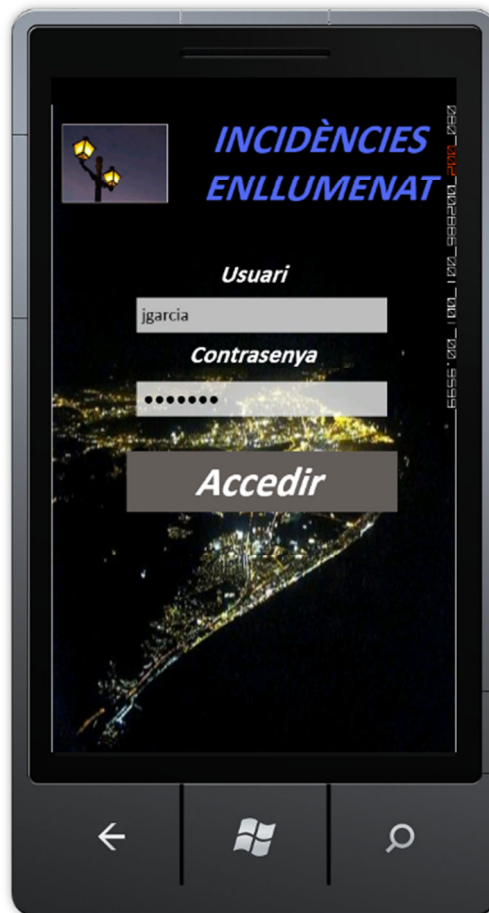 INCIDÈNCIES
ENLLUMENAT
Usuari
jgarcia
Contrasenya
•••••••
Accedir